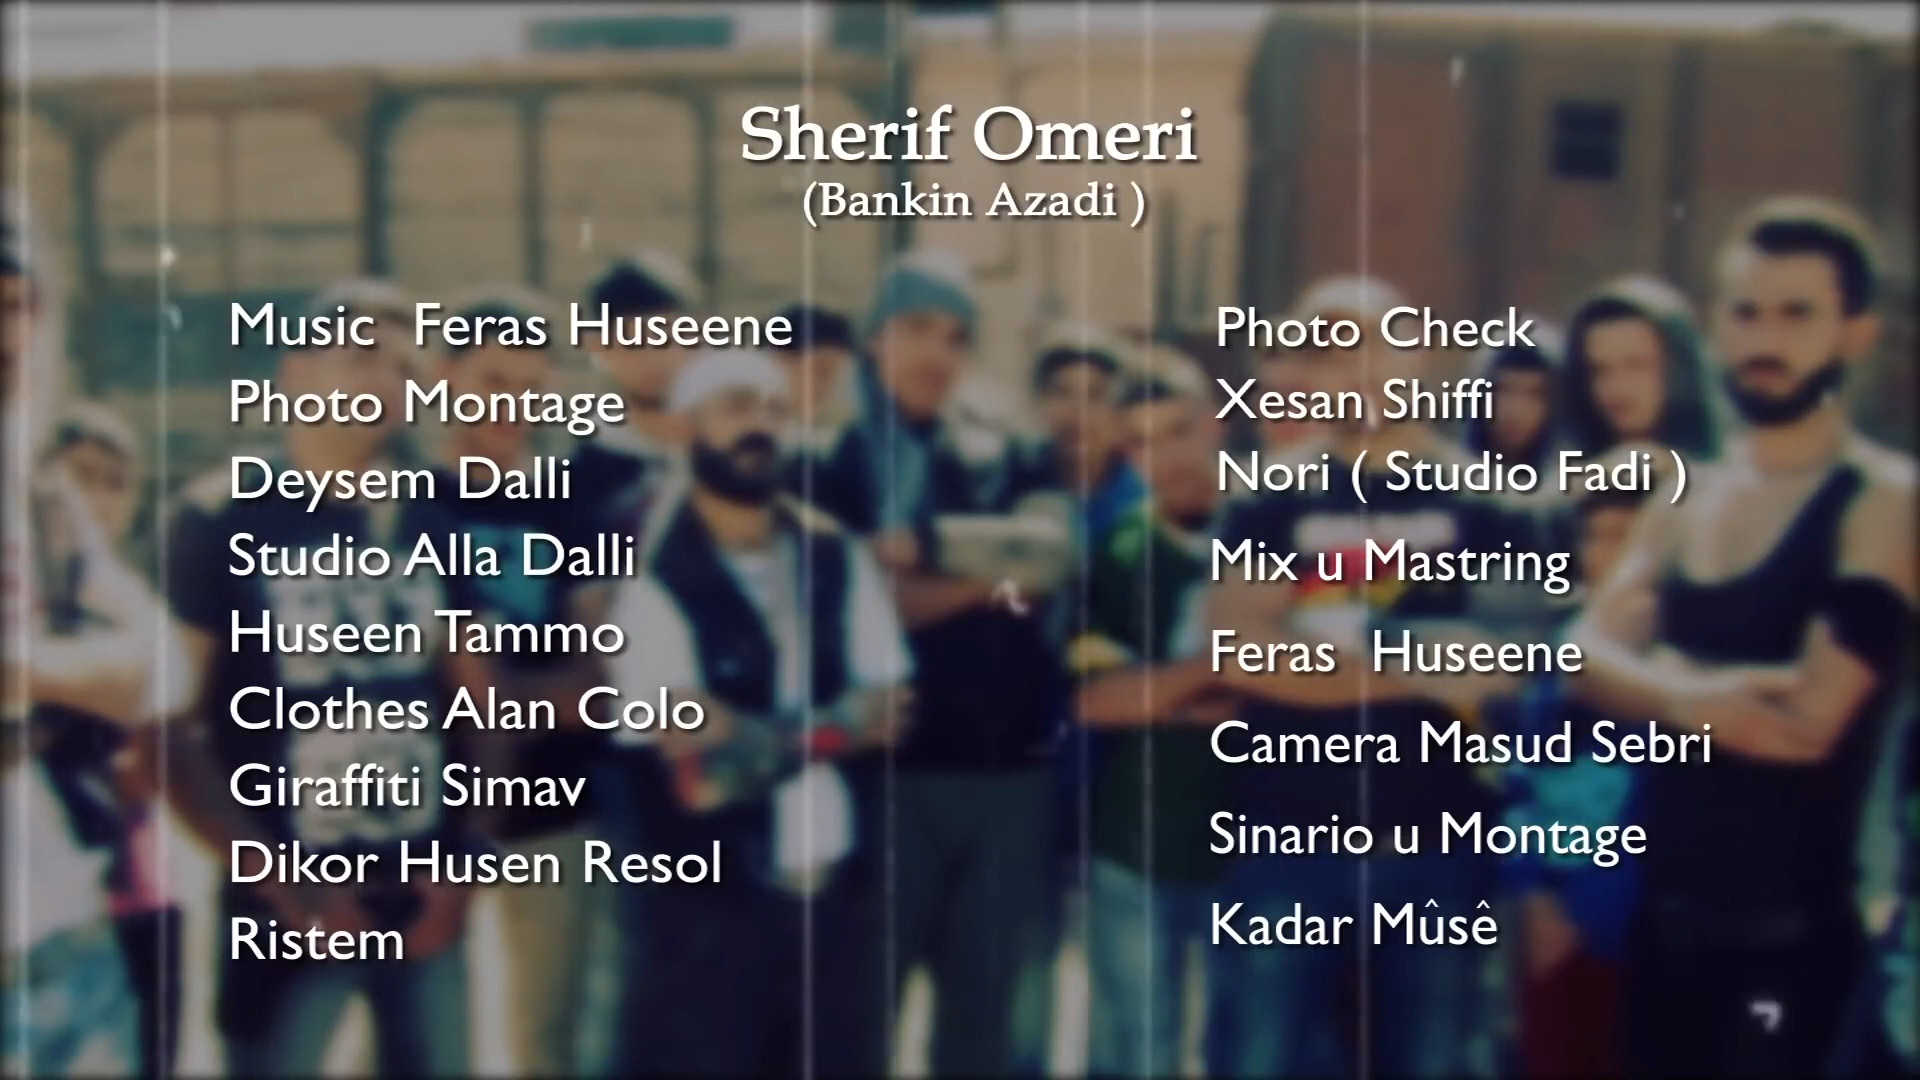 Sherif Omeri
(Bankin Azadi )
Music Feras Huseene
Photo Montage
Deysem Dalli
Studio Alla Dalli
Huseen Tammo
Clothes Alan Colo
Giraffiti Simav
Dikor Husen Resol
Ristem
Photo Check
Xesan Shiffi
Nori ( Studio Fadi )
Mix u Mastring
Feras Huseene
Camera Masud Sebri
Sinario u Montage
Kadar Mûsê